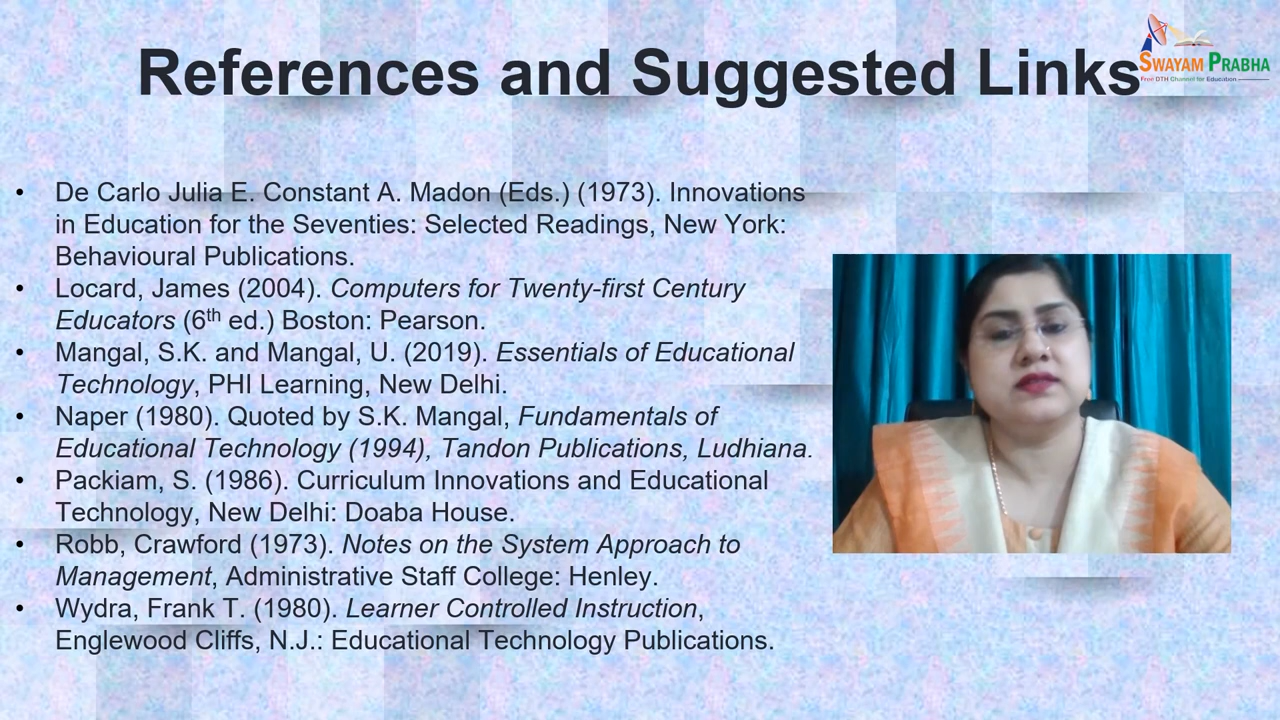 References and Suggested Links
SWAYAM PRABHA
Free DTH Channel for Education
• De Carlo Julia E. Constant A. Madon (Eds.) (1973). Innovations
in Education for the Seventies: Selected Readings, New York:
Behavioural Publications.
• Locard, James (2004). Computers for Twenty-first Century
Educators (6th ed.) Boston: Pearson.
• Mangal, S.K. and Mangal, U. (2019). Essentials of Educational
Technology, PHI Learning, New Delhi.
• Naper (1980). Quoted by S.K. Mangal, Fundamentals of
Educational Technology (1994), Tandon Publications, Ludhiana.
• Packiam, S. (1986). Curriculum Innovations and Educational
Technology, New Delhi: Doaba House.
• Robb, Crawford (1973). Notes on the System Approach to
Management, Administrative Staff College: Henley.
• Wydra, Frank T. (1980). Learner Controlled Instruction,
Englewood Cliffs, N.J.: Educational Technology Publications.